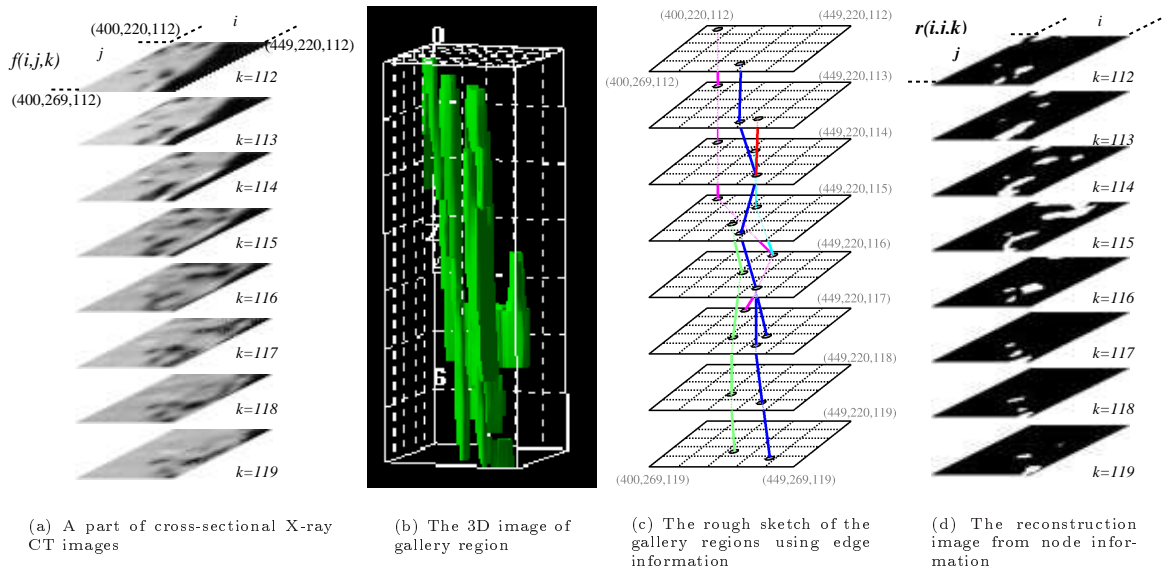 (400,220,112)
i
(449,220,112)
f(i,j,k)
j
k=112
(400,269,112)
k=113
k=114
k=115
k=116
k=117
k=118
k=119
(a) A part of cross-sectional X-ray
CT images
0
6
(b) The 3D image of
gallery region
(400,220,112)
(449,220,112)
(400,269,112)
(449,220,113)
(449,220,114)
(449,220,115)
(449,220,116)
(449,220,117)
(449,220,118)
(449,220,119)
(400,269,119)
(449,269,119)
(c) The rough sketch of the
gallery regions using edge
information
i
r(i.i.k)
j
k=112
k=113
k=114
k=115
k=116
k=117
k=118
k=119
(d) The reconstruction
image from node infor-
mation